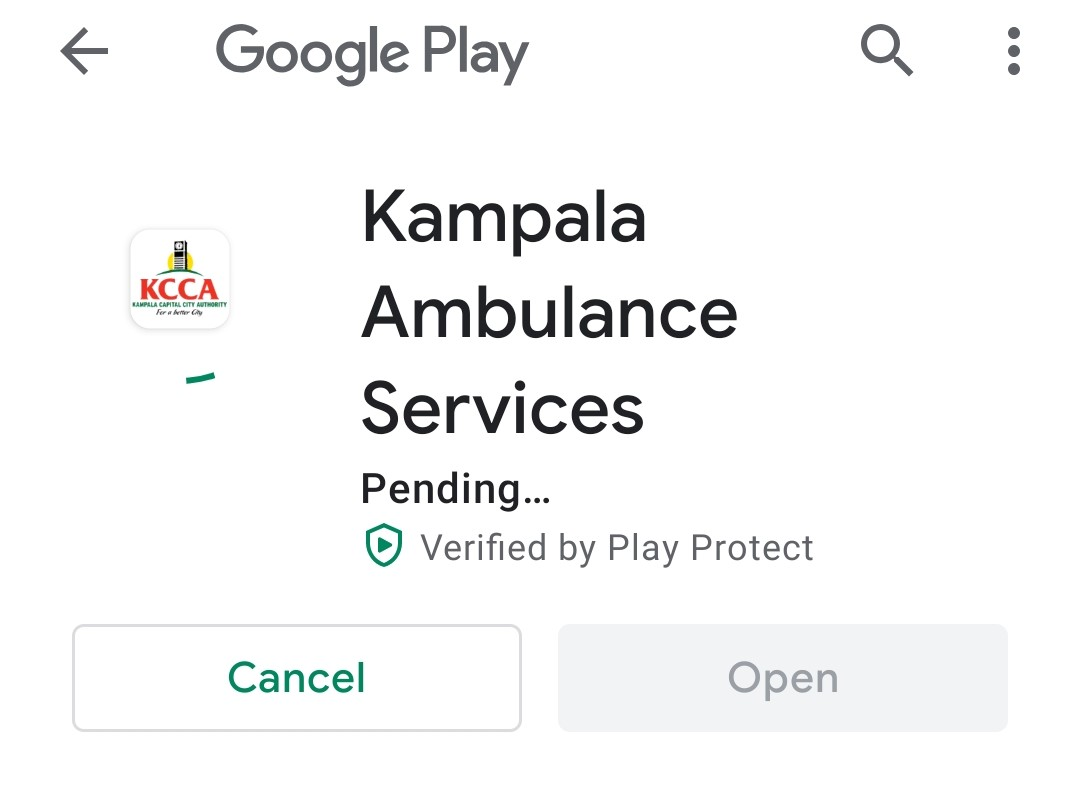 Google Play
Kampala
Ambulance
Services
KCCA
KAMPALA CAPITAL CITY AUTHORITY
For a better City
Pending...
Verified by Play Protect
Cancel
Open